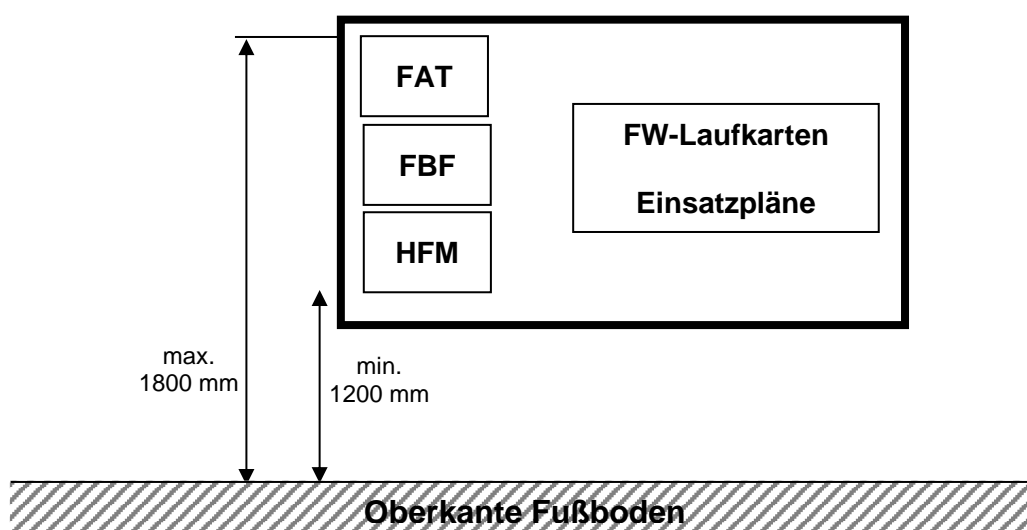 FAT
FBF
HFM
FW-Laufkarten
Einsatzpläne
max.
1800 mm
min.
1200 mm
Oberkante Fußboden